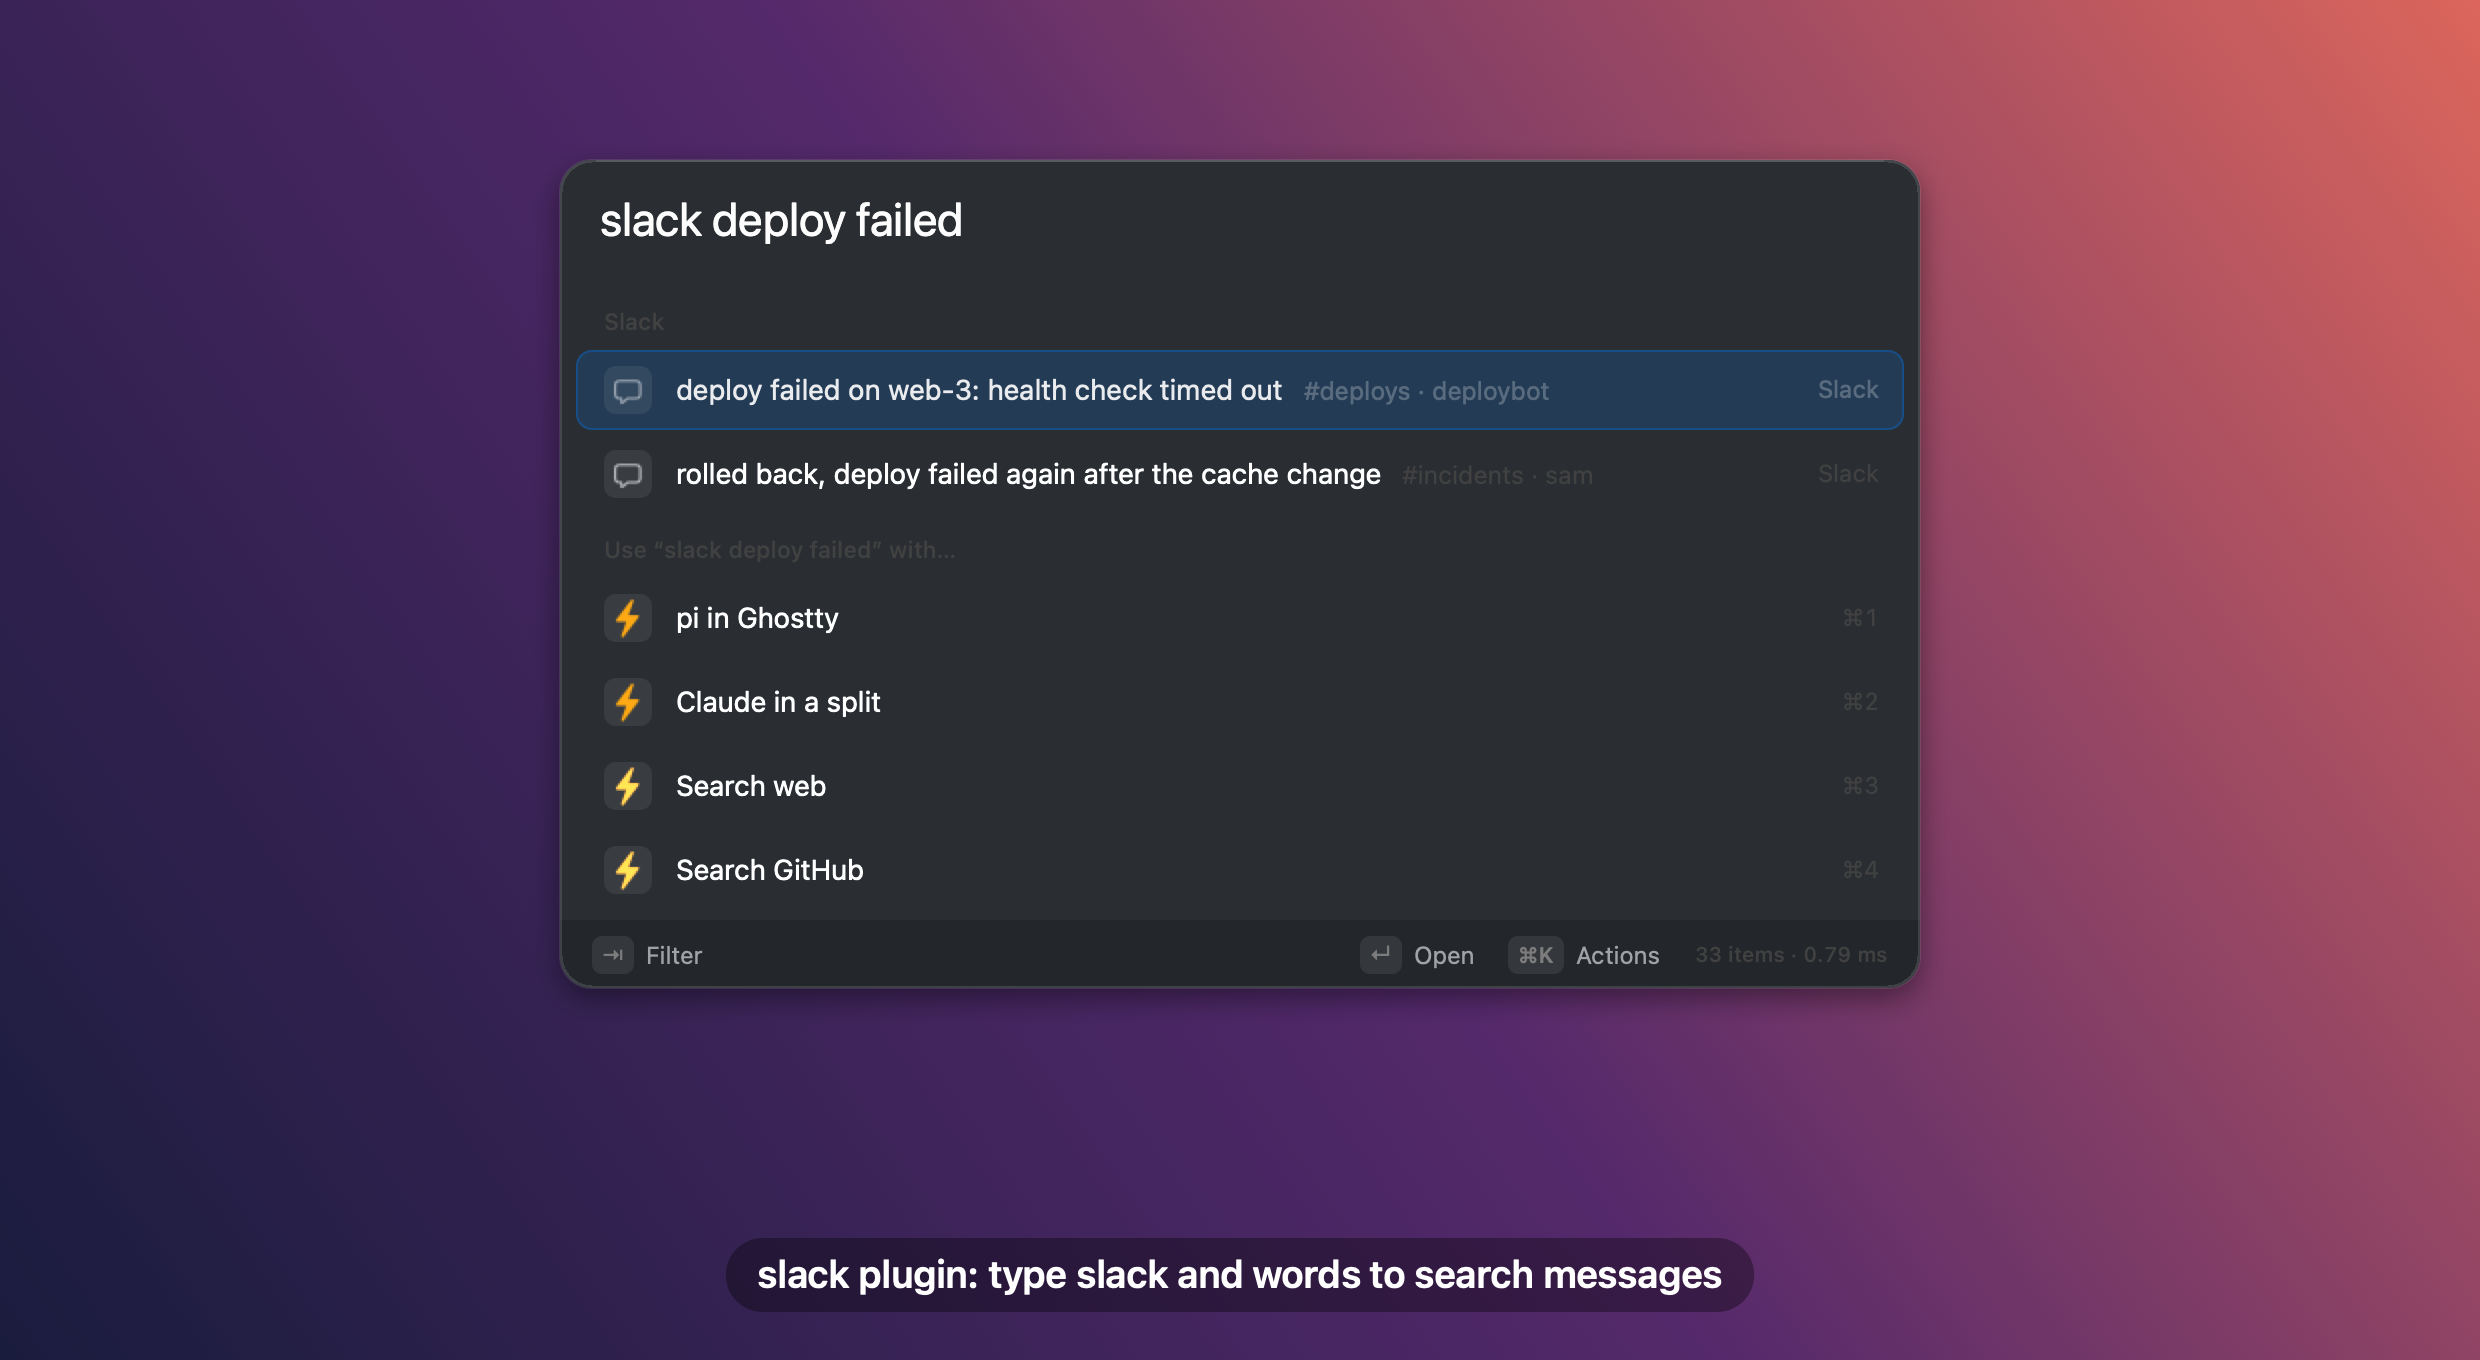 slack deploy failed
Slack
deploy failed on web-3: health check timed out #deploys · deploybot Slack
rolled back, deploy failed again after the cache change #incidents · sam Slack
Use “slack deploy failed” with…
pi in Ghostty ⌘1
Claude in a split ⌘2
Search web ⌘3
Search GitHub ⌘4
⇥ Filter ↵ Open ⌘K Actions 33 items · 0.79 ms
slack plugin: type slack and words to search messages